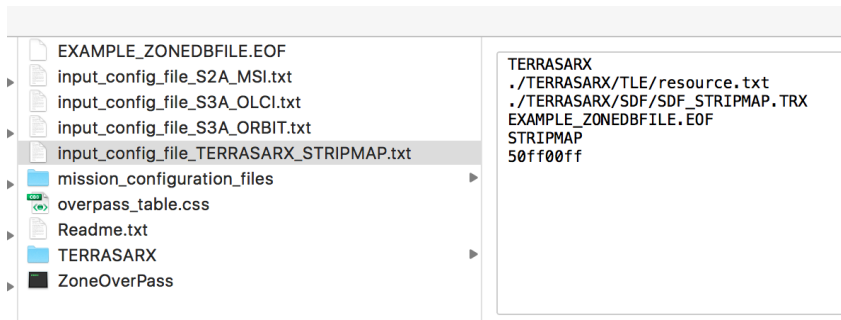 EXAMPLE_ZONEDBFILE.EOF
input_config_file_S2A_MSI.txt
input_config_file_S3A_OLCI.txt
input_config_file_S3A_ORBIT.txt
input_config_file_TERRASARX_STRIPMAP.txt
mission_configuration_files
overpass_table.css
Readme.txt
TERRASARX
ZoneOverPass
TERRASARX
./TERRASARX/TLE/resource.txt
./TERRASARX/SDF/SDF_STRIPMAP.TRX
EXAMPLE_ZONEDBFILE.EOF
STRIPMAP
50ff00ff